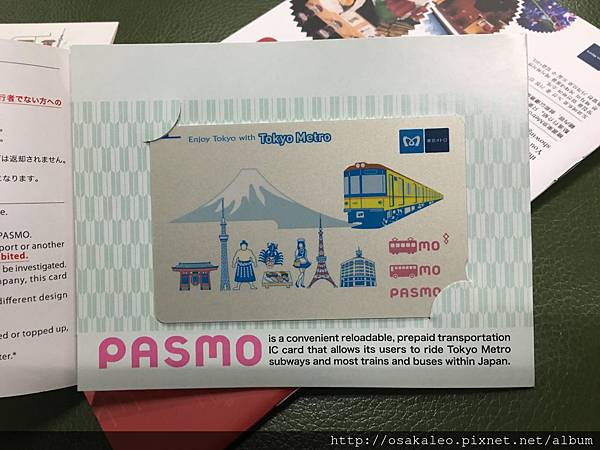 行者でない方への
は返却されません。
になります。
e.
PASMO.
port or another
bited.
be investigated.
mpany, this card
different design
ed or topped up,
ter.*
Enjoy Tokyo with Tokyo Metro
東京メトロ
MO
MO
PASMO
PASMO
is a convenient reloadable, prepaid transportation
IC card that allows its users to ride Tokyo Metro
subways and most trains and buses within Japan.
http://osakaleo.pixnet.net/album